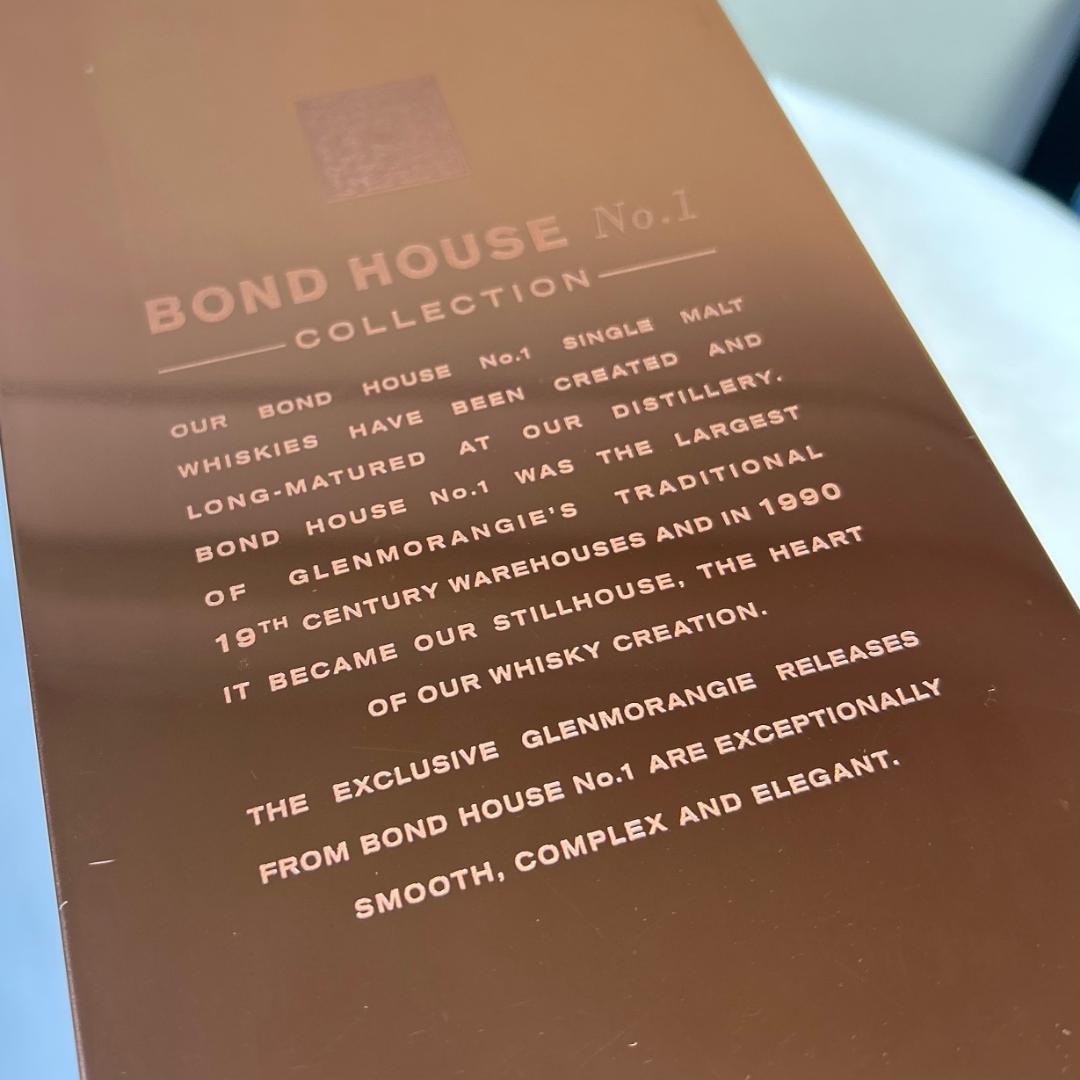 BOND HOUSE No.1
COLLECTION
OUR BOND HOUSE No.1 SINGLE MALT
WHISKIES HAVE BEEN CREATED AND
LONG-MATURED AT OUR DISTILLERY.
BOND HOUSE No.1 WAS THE LARGEST
OF GLENMORANGIE'S TRADITIONAL
19TH CENTURY WAREHOUSES AND IN 1990
IT BECAME OUR STILLHOUSE, THE HEART
OF OUR WHISKY CREATION.
THE EXCLUSIVE GLENMORANGIE RELEASES
FROM BOND HOUSE No.1 ARE EXCEPTIONALLY
SMOOTH, COMPLEX AND ELEGANT.